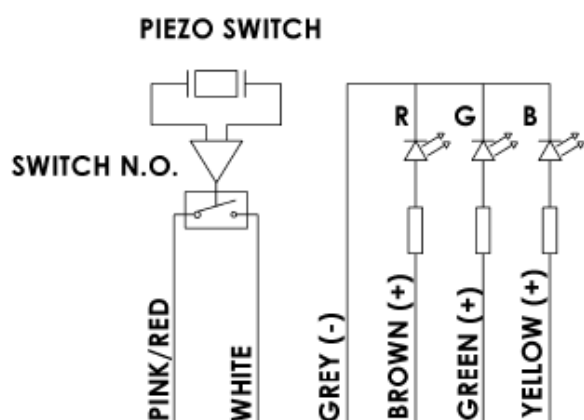 PIEZO SWITCH
R G B
SWITCH N.O.
PINK/RED
WHITE
GREY (-)
BROWN (+)
GREEN (+)
YELLOW (+)